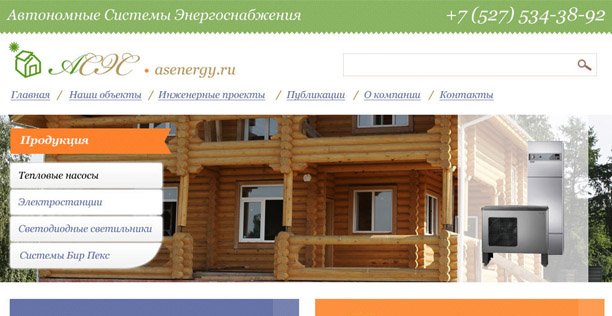 Автономные Системы Энергоснабжения +7 (527) 534-38-92
АСЭС • asenergy.ru
Главная / Наши объекты / Инженерные проекты / Публикации / О компании / Контакты
Продукция
Тепловые насосы
Электростанции
Светодиодные светильники
Системы Бир Пекс